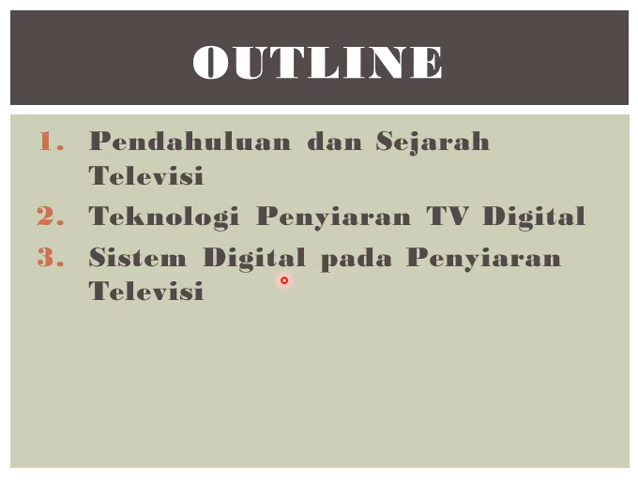 OUTLINE
1. Pendahuluan dan Sejarah
Televisi
2. Teknologi Penyiaran TV Digital
3. Sistem Digital pada Penyiaran
Televisi